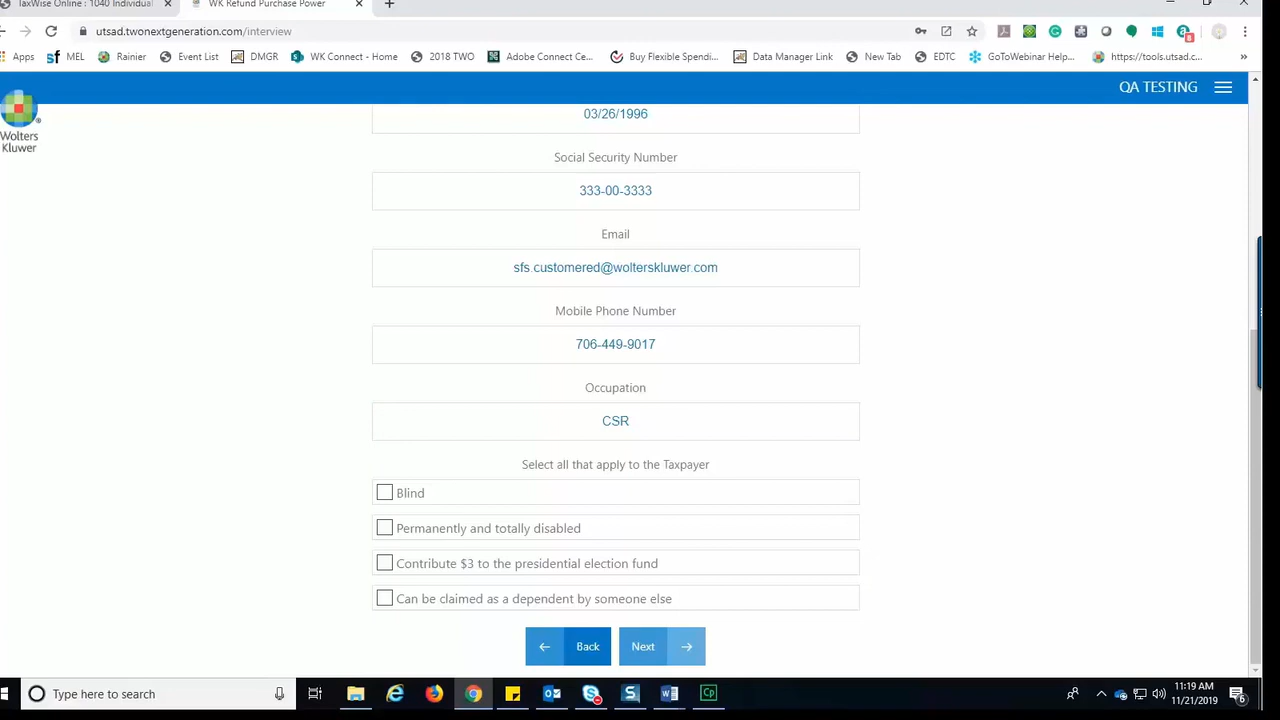 TaxWise Online : 1040 Individual
WK Refund Purchase Power
utsad.twonextgeneration.com/interview
Apps
MEL
Rainier
Event List
DMGR
WK Connect - Home
2018 TWO
Adobe Connect Ce...
Buy Flexible Spendi...
Data Manager Link
New Tab
EDTC
GoToWebinar Help...
https://tools.utsad.c...
»
QA TESTING
Wolters
Kluwer
03/26/1996
Social Security Number
333-00-3333
Email
sfs.customered@wolterskluwer.com
Mobile Phone Number
706-449-9017
Occupation
CSR
Select all that apply to the Taxpayer
Blind
Permanently and totally disabled
Contribute $3 to the presidential election fund
Can be claimed as a dependent by someone else
Back
Next
Type here to search
11:19 AM
11/21/2019